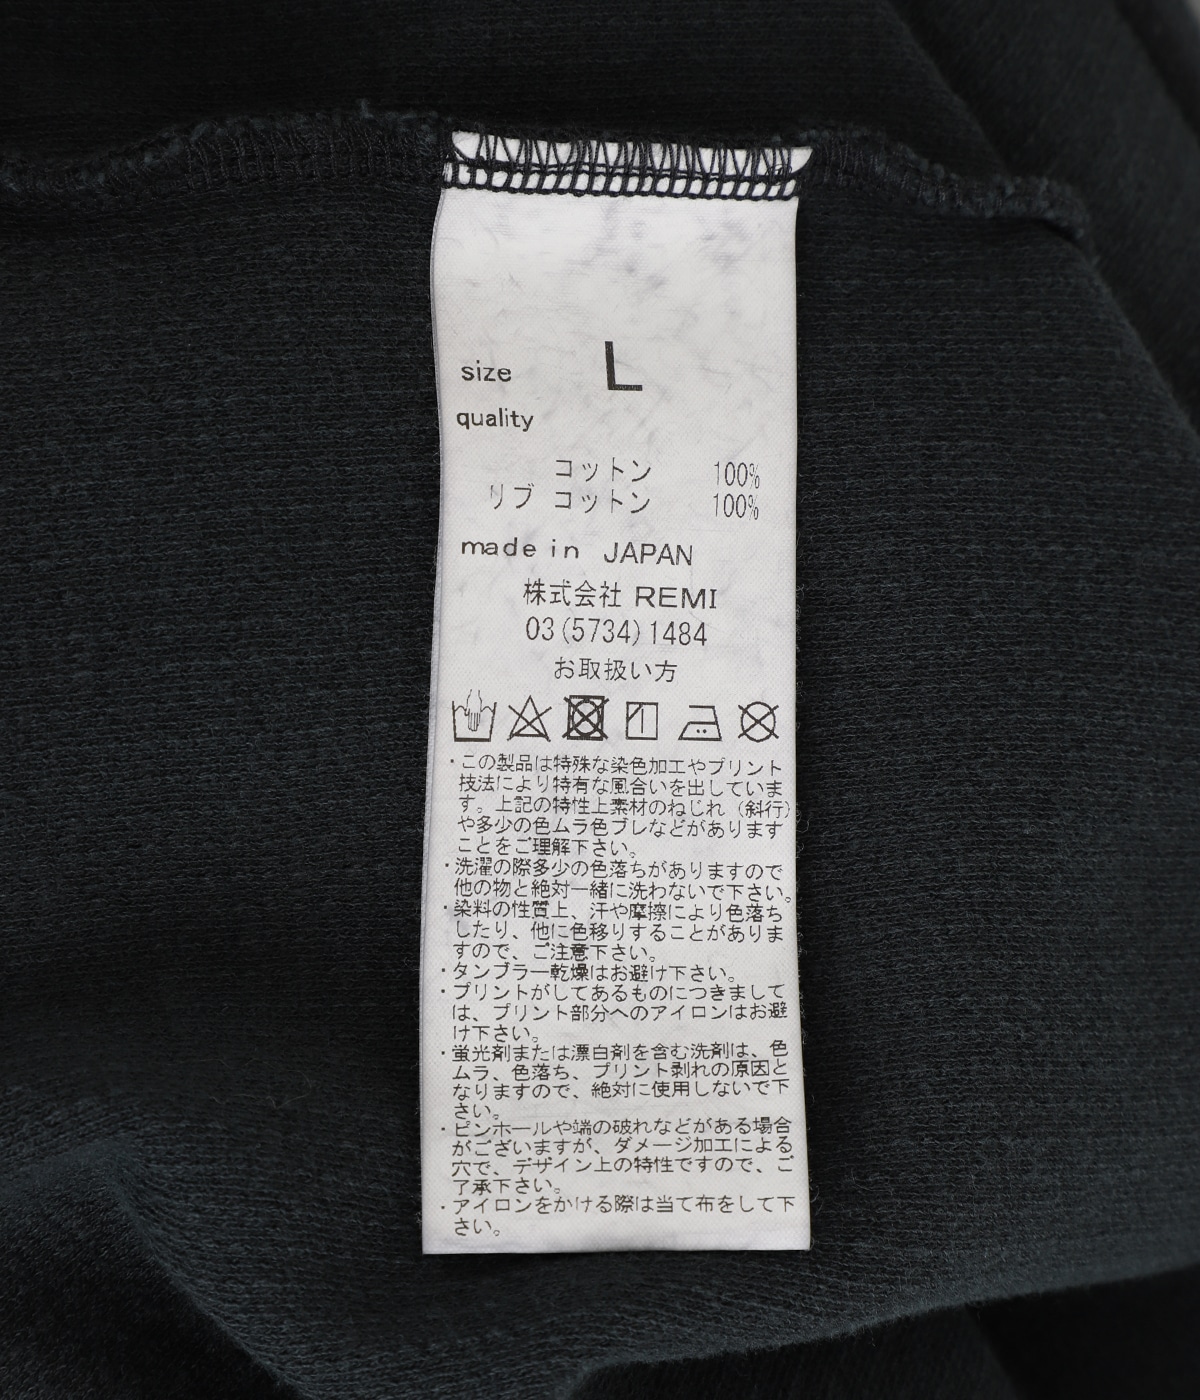 size L
quality
コットン 100%
リブ コットン 100%
made in JAPAN
株式会社 REMI
03(5734)1484
お取扱い方
・この製品は特殊な染色加工やプリント
技法により特有な風合いを出していま
す。上記の特性上素材のねじれ（斜行）
や多少の色ムラ色ブレなどがあります
ことをご理解下さい。
・洗濯の際多少の色落ちがありますので
他の物と絶対一緒に洗わないで下さい。
・染料の性質上、汗や摩擦により色落ち
したり、他に色移りすることがありま
すので、ご注意下さい。
・タンブラー乾燥はお避け下さい。
・プリントがしてあるものにつきまして
は、プリント部分へのアイロンはお避
け下さい。
・蛍光剤または漂白剤を含む洗剤は、色
ムラ、色落ち、プリント剥れの原因と
なりますので、絶対に使用しないで下
さい。
・ピンホールや端の破れなどがある場合
がございますが、ダメージ加工による
穴で、デザイン上の特性ですので、ご
了承下さい。
・アイロンをかける際は当て布をして下
さい。